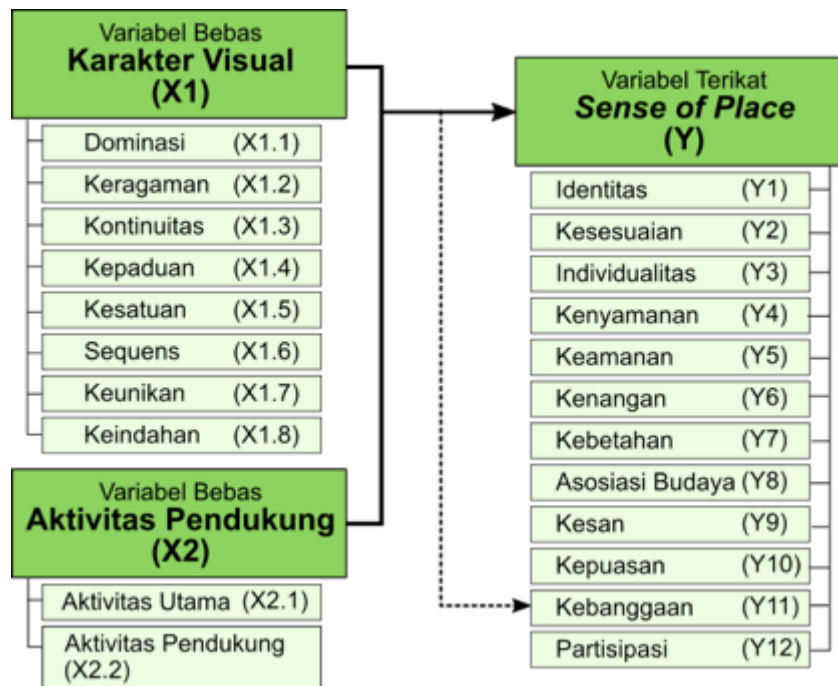 Variabel Bebas
Karakter Visual
(X1)
Dominasi (X1.1)
Keragaman (X1.2)
Kontinuitas (X1.3)
Kepaduan (X1.4)
Kesatuan (X1.5)
Sequens (X1.6)
Keunikan (X1.7)
Keindahan (X1.8)
Variabel Bebas
Aktivitas Pendukung
(X2)
Aktivitas Utama (X2.1)
Aktivitas Pendukung
(X2.2)
Variabel Terikat
Sense of Place
(Y)
Identitas (Y1)
Kesesuaian (Y2)
Individualitas (Y3)
Kenyamanan (Y4)
Keamanan (Y5)
Kenangan (Y6)
Kebetahan (Y7)
Asosiasi Budaya (Y8)
Kesan (Y9)
Kepuasan (Y10)
Kebanggaan (Y11)
Partisipasi (Y12)